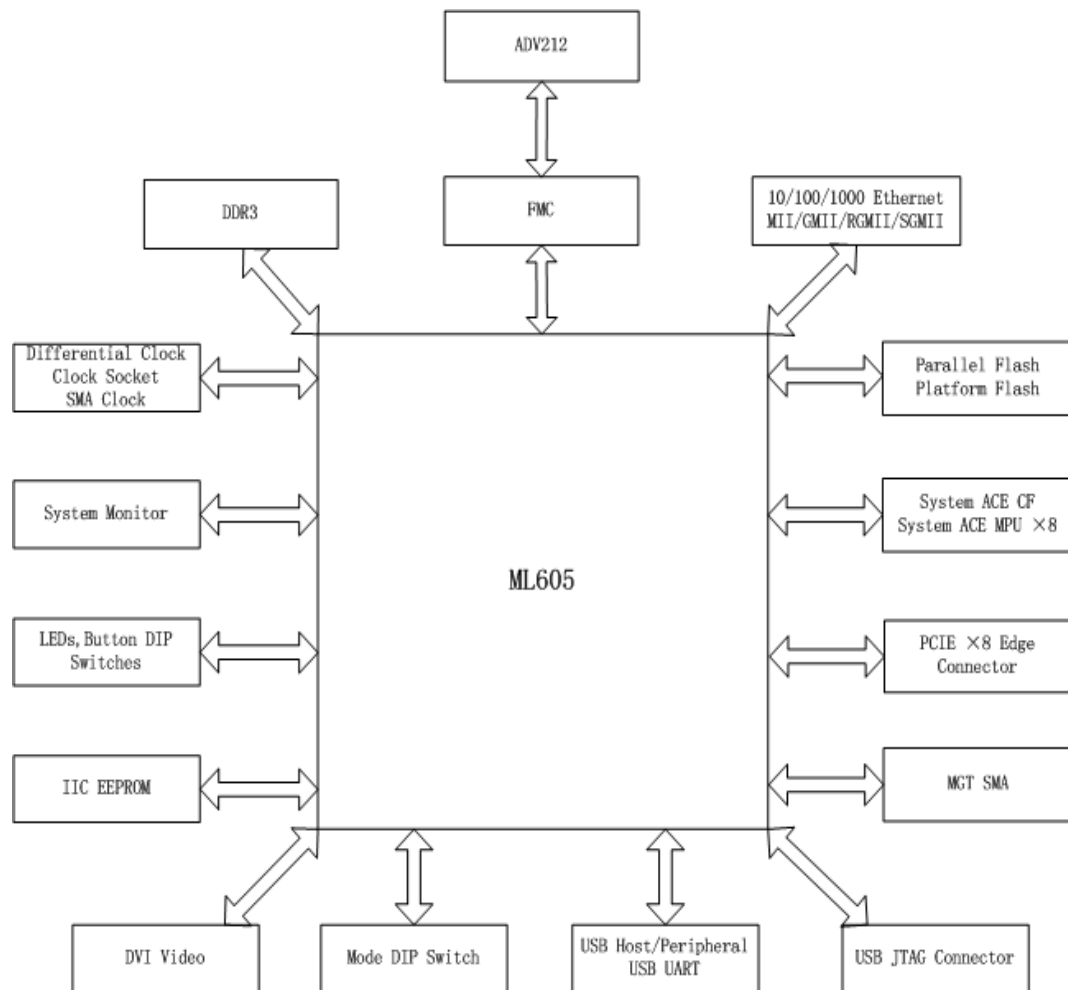 ADV212
DDR3
FMC
10/100/1000 Ethernet
MII/GMII/RGMII/SGMII
Differential Clock
Clock Socket
SMA Clock
Parallel Flash
Platform Flash
System Monitor
System ACE CF
System ACE MPU ×8
ML605
LEDs,Button DIP
Switches
PCIE ×8 Edge
Connector
IIC EEPROM
MGT SMA
DVI Video
Mode DIP Switch
USB Host/Peripheral
USB UART
USB JTAG Connector